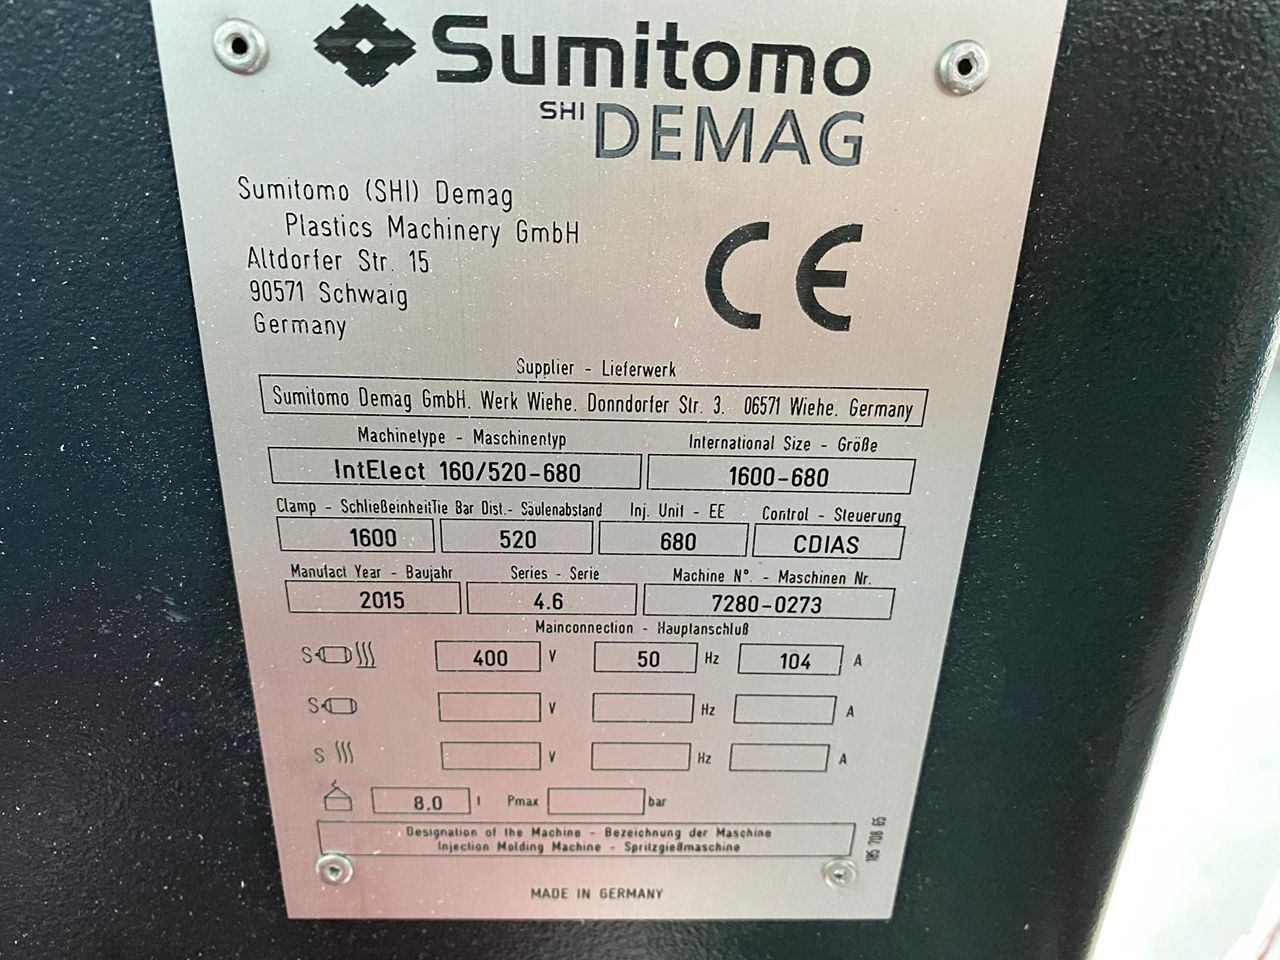 Sumitomo
SHI DEMAG
Sumitomo (SHI) Demag
Plastics Machinery GmbH
Altdorfer Str. 15
90571 Schwaig
Germany
CE
Supplier - Lieferwerk
Sumitomo Demag GmbH. Werk Wiehe. Donndorfer Str. 3. 06571 Wiehe. Germany
Machinetype - Maschinentyp International Size - Größe
IntElect 160/520-680 1600-680
Clamp - Schließeinheit Tie Bar Dist.- Säulenabstand Inj. Unit - EE Control - Steuerung
1600 520 680 CDIAS
Manufact Year - Baujahr Series - Serie Machine N°. - Maschinen Nr.
2015 4.6 7280-0273
Mainconnection - Hauptanschluß
S 400 V 50 Hz 104 A
S V Hz A
S V Hz A
8.0 t Pmax bar
Designation of the Machine - Bezeichnung der Maschine
Injection Molding Machine - Spritzgießmaschine
185 708 65
MADE IN GERMANY